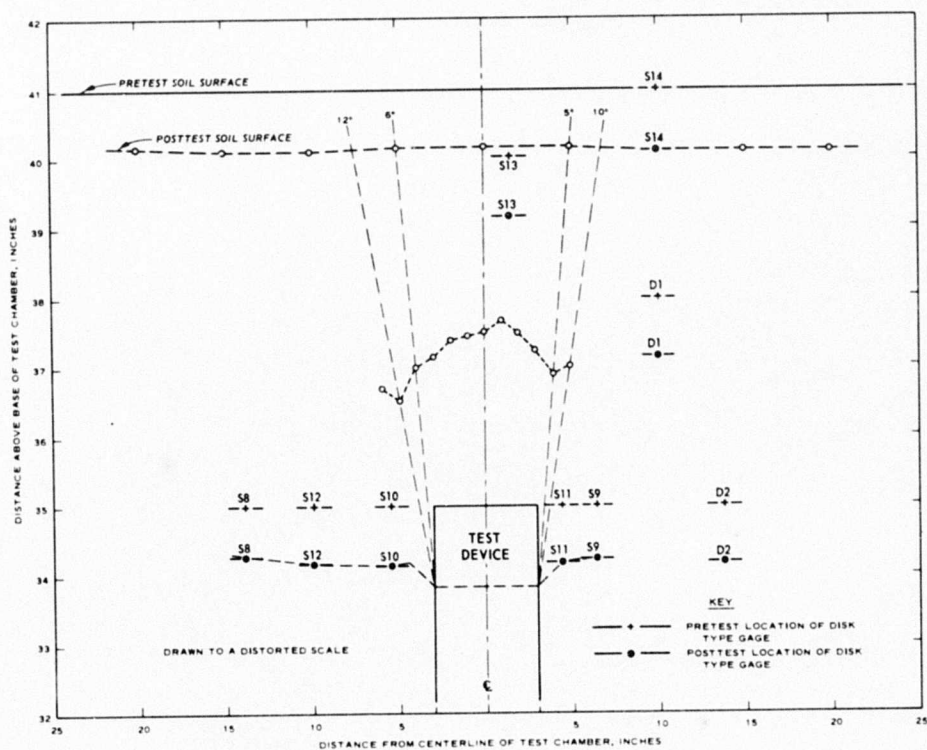 42
41
40
39
38
37
36
35
34
33
32
DISTANCE ABOVE BASE OF TEST CHAMBER, INCHES
PRETEST SOIL SURFACE
POSTTEST SOIL SURFACE
12°
6°
5°
10°
S14
S14
S13
S13
D1
D1
S8
S12
S10
S11
S9
D2
S8
S12
S10
S11
S9
D2
TEST
DEVICE
KEY
PRETEST LOCATION OF DISK
TYPE GAGE
POSTTEST LOCATION OF DISK
TYPE GAGE
DRAWN TO A DISTORTED SCALE
℄
25 20 15 10 5 5 10 15 20 25
DISTANCE FROM CENTERLINE OF TEST CHAMBER, INCHES